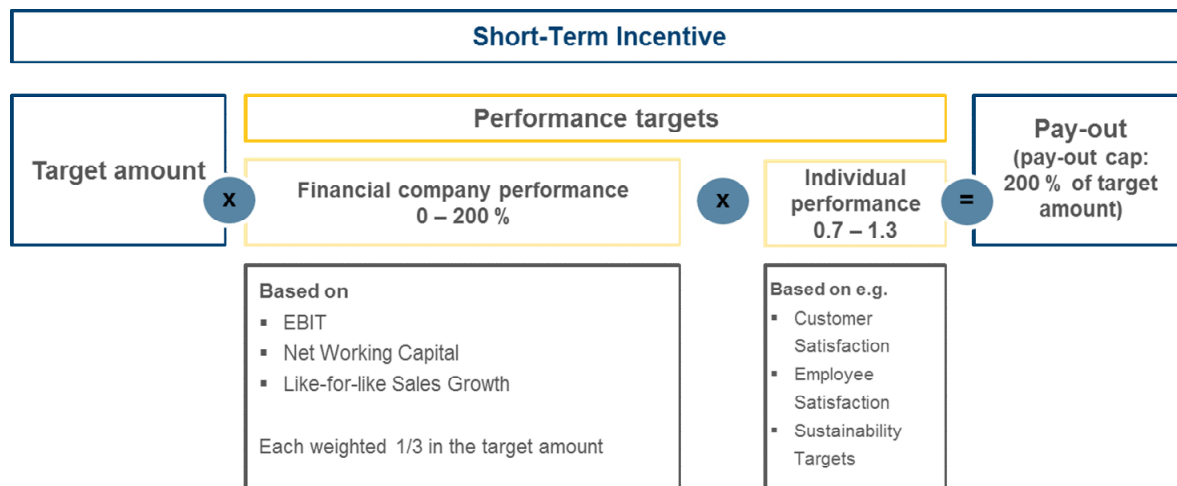 Short-Term Incentive
Target amount
x
Performance targets
Financial company performance
0 – 200 %
x
Individual
performance
0.7 – 1.3
=
Pay-out
(pay-out cap:
200 % of target
amount)
Based on
▪ EBIT
▪ Net Working Capital
▪ Like-for-like Sales Growth
Each weighted 1/3 in the target amount
Based on e.g.
▪ Customer
Satisfaction
▪ Employee
Satisfaction
▪ Sustainability
Targets